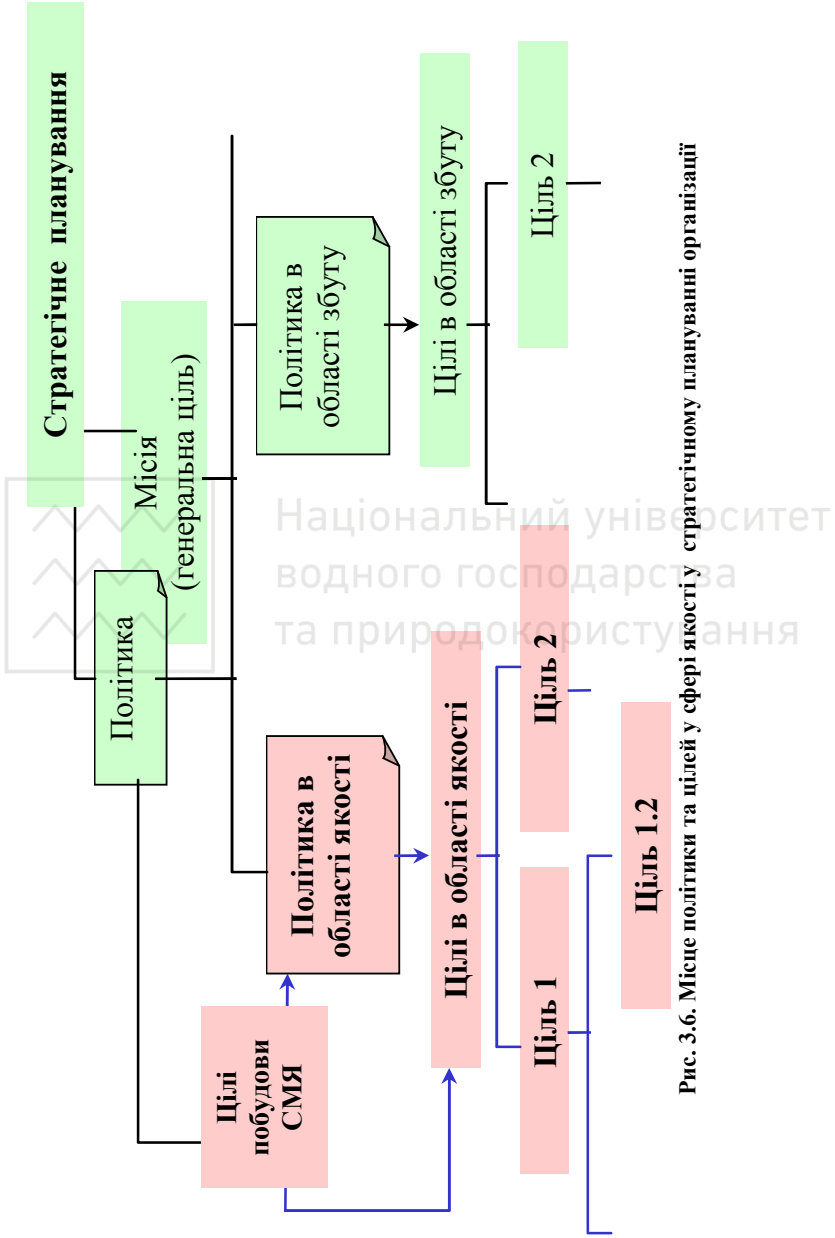 Стратегічне планування
Місія
(генеральна ціль)
Політика
Цілі
побудови
СМЯ
Політика в
області якості
Політика в
області збуту
Цілі в області якості
Цілі в області збуту
Ціль 1
Ціль 2
Ціль 2
Ціль 1.2
Рис. 3.6. Місце політики та цілей у сфері якості у стратегічному плануванні організації
Національний університет
водного господарства
та природокористування